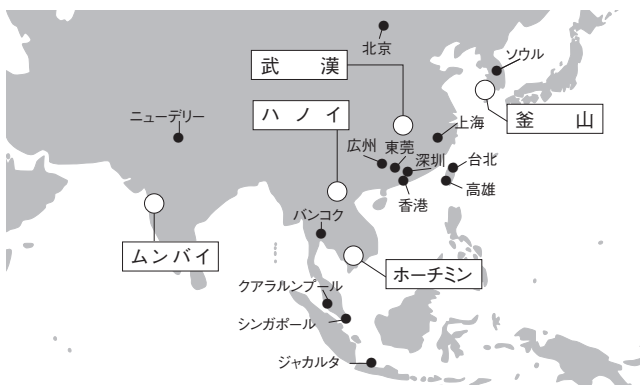 北京
ソウル
武漢
ニューデリー
ハノイ
上海
釜山
広州
東莞
深圳
台北
香港
高雄
バンコク
ムンバイ
ホーチミン
クアラルンプール
シンガポール
ジャカルタ